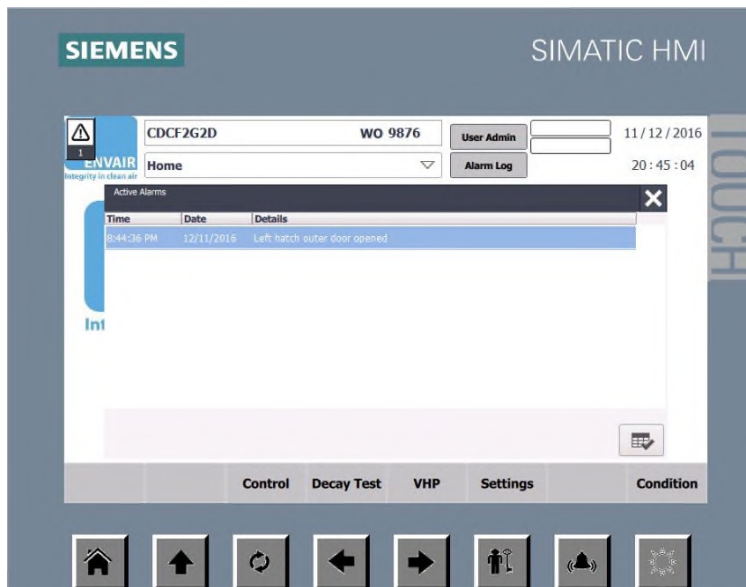 SIEMENS
SIMATIC HMI
TOUCH
1
ENVAIR
Integrity in clean air
CDCF2G2D WO 9876
Home
User Admin
Alarm Log
11/12/2016
20:45:04
Active Alarms
Time Date Details
8:44:36 PM 12/11/2016 Left hatch outer door opened
Int
Control Decay Test VHP Settings Condition